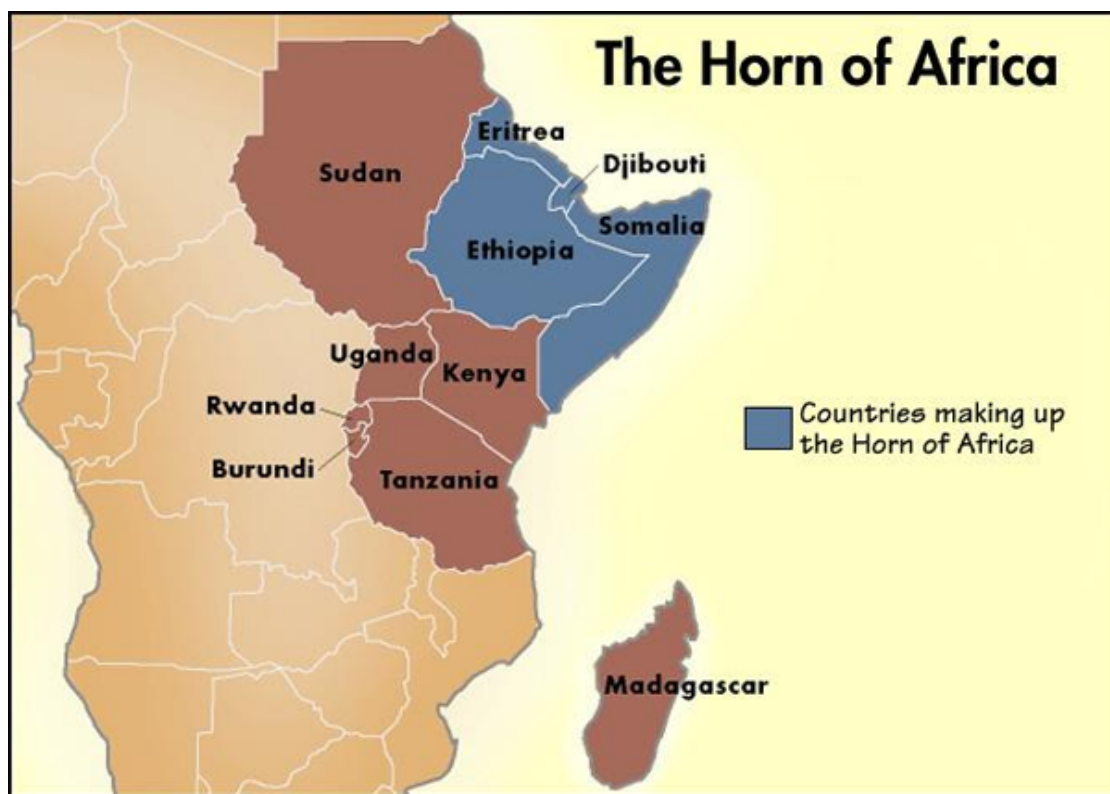 The Horn of Africa
Eritrea
Djibouti
Sudan
Somalia
Ethiopia
Uganda
Kenya
Rwanda
Countries making up
the Horn of Africa
Burundi
Tanzania
Madagascar